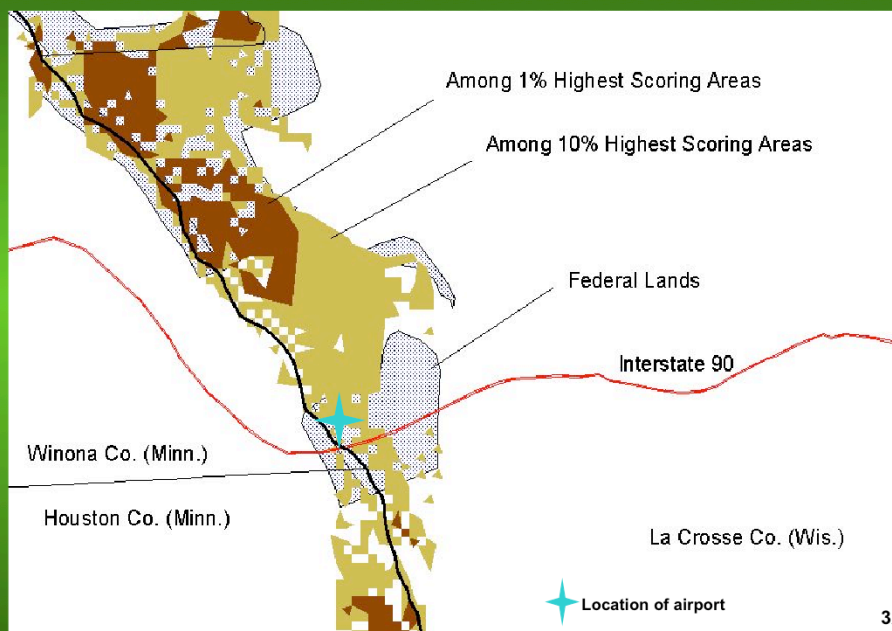 Among 1% Highest Scoring Areas
Among 10% Highest Scoring Areas
Federal Lands
Interstate 90
Winona Co. (Minn.)
Houston Co. (Minn.)
La Crosse Co. (Wis.)
Location of airport
3